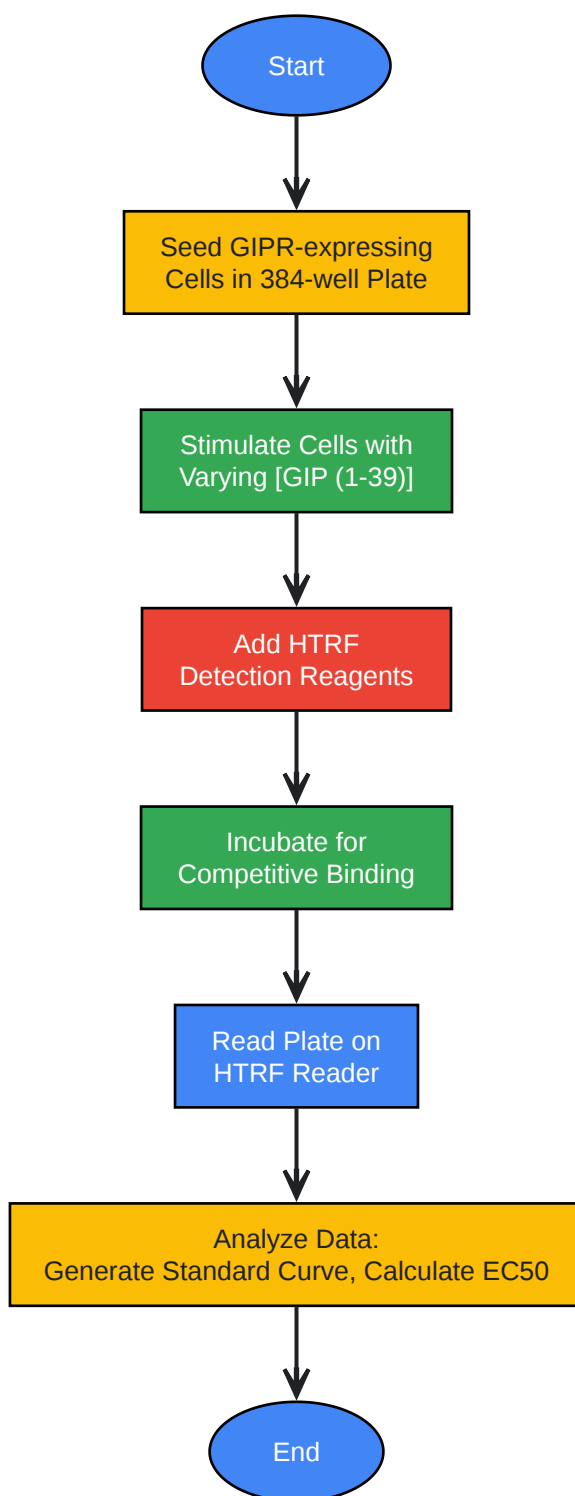 Start
Seed GIPR-expressing
Cells in 384-well Plate
Stimulate Cells with
Varying [GIP (1-39)]
Add HTRF
Detection Reagents
Incubate for
Competitive Binding
Read Plate on
HTRF Reader
Analyze Data:
Generate Standard Curve, Calculate EC50
End